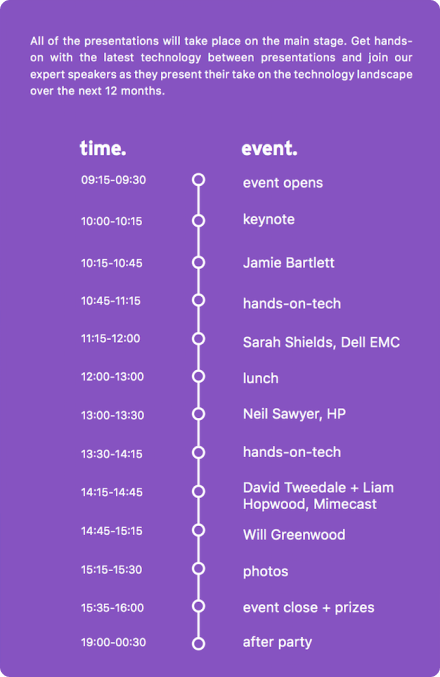 All of the presentations will take place on the main stage. Get hands-
on with the latest technology between presentations and join our
expert speakers as they present their take on the technology landscape
over the next 12 months.
time. event.
09:15-09:30 event opens
10:00-10:15 keynote
10:15-10:45 Jamie Bartlett
10:45-11:15 hands-on-tech
11:15-12:00 Sarah Shields, Dell EMC
12:00-13:00 lunch
13:00-13:30 Neil Sawyer, HP
13:30-14:15 hands-on-tech
14:15-14:45 David Tweedale + Liam
Hopwood, Mimecast
14:45-15:15 Will Greenwood
15:15-15:30 photos
15:35-16:00 event close + prizes
19:00-00:30 after party